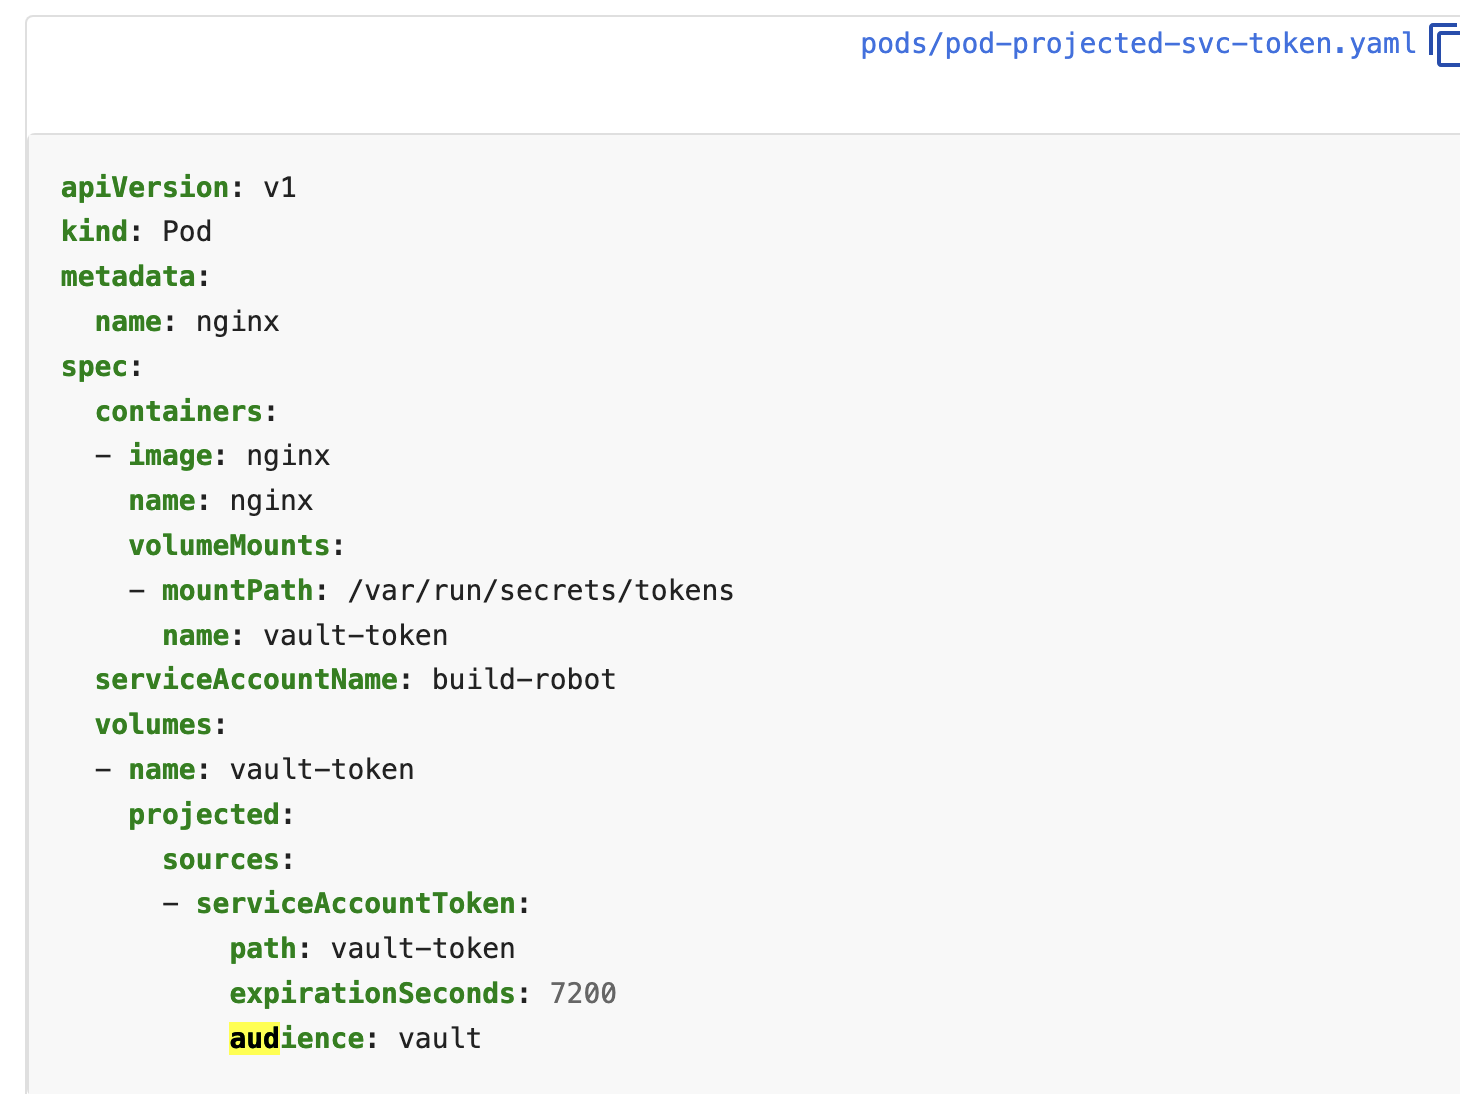 pods/pod-projected-svc-token.yaml
apiVersion: v1
kind: Pod
metadata:
  name: nginx
spec:
  containers:
  - image: nginx
    name: nginx
    volumeMounts:
    - mountPath: /var/run/secrets/tokens
      name: vault-token
  serviceAccountName: build-robot
  volumes:
  - name: vault-token
    projected:
      sources:
      - serviceAccountToken:
          path: vault-token
          expirationSeconds: 7200
          audience: vault